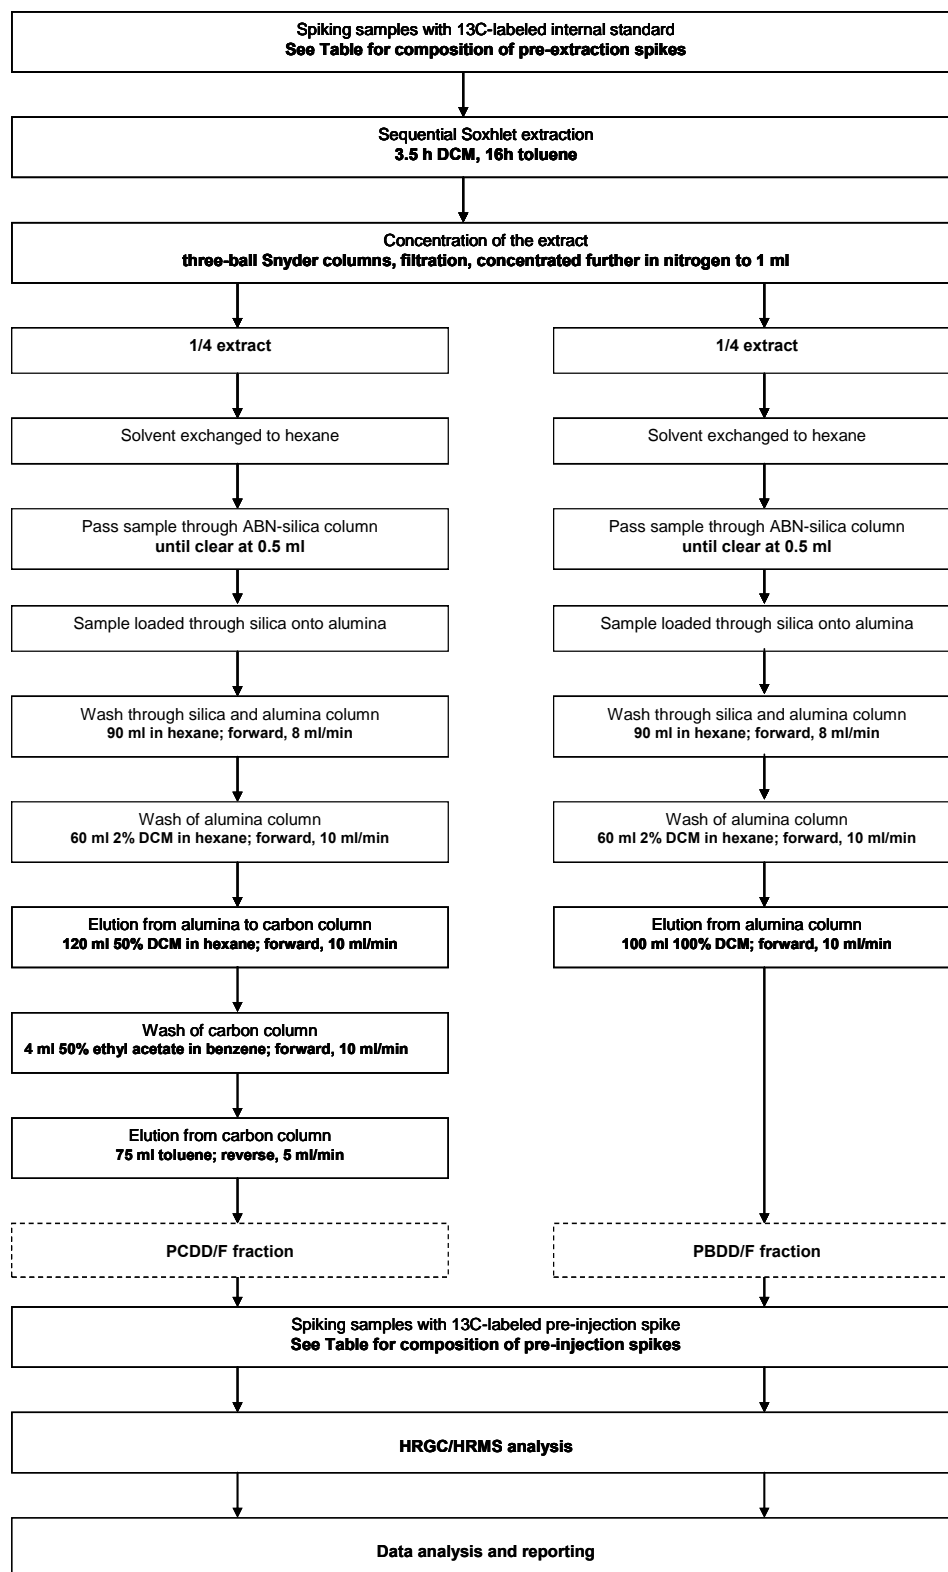 Spiking samples with 13C-labeled internal standard
See Table for composition of pre-extraction spikes
Sequential Soxhlet extraction
3.5 h DCM, 16h toluene
Concentration of the extract
three-ball Snyder columns, filtration, concentrated further in nitrogen to 1 ml
1/4 extract
1/4 extract
Solvent exchanged to hexane
Solvent exchanged to hexane
Pass sample through ABN-silica column
until clear at 0.5 ml
Pass sample through ABN-silica column
until clear at 0.5 ml
Sample loaded through silica onto alumina
Sample loaded through silica onto alumina
Wash through silica and alumina column
90 ml in hexane; forward, 8 ml/min
Wash through silica and alumina column
90 ml in hexane; forward, 8 ml/min
Wash of alumina column
60 ml 2% DCM in hexane; forward, 10 ml/min
Wash of alumina column
60 ml 2% DCM in hexane; forward, 10 ml/min
Elution from alumina to carbon column
120 ml 50% DCM in hexane; forward, 10 ml/min
Elution from alumina column
100 ml 100% DCM; forward, 10 ml/min
Wash of carbon column
4 ml 50% ethyl acetate in benzene; forward, 10 ml/min
Elution from carbon column
75 ml toluene; reverse, 5 ml/min
PCDD/F fraction
PBDD/F fraction
Spiking samples with 13C-labeled pre-injection spike
See Table for composition of pre-injection spikes
HRGC/HRMS analysis
Data analysis and reporting